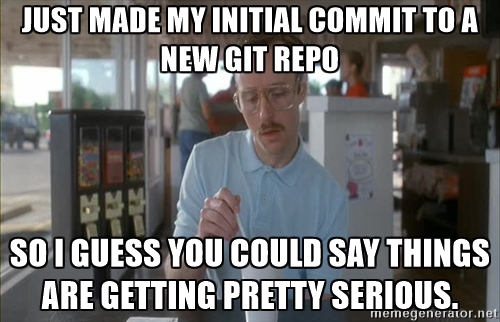 JUST MADE MY INITIAL COMMIT TO A
NEW GIT REPO
SO I GUESS YOU COULD SAY THINGS
ARE GETTING PRETTY SERIOUS.
memegenerator.net